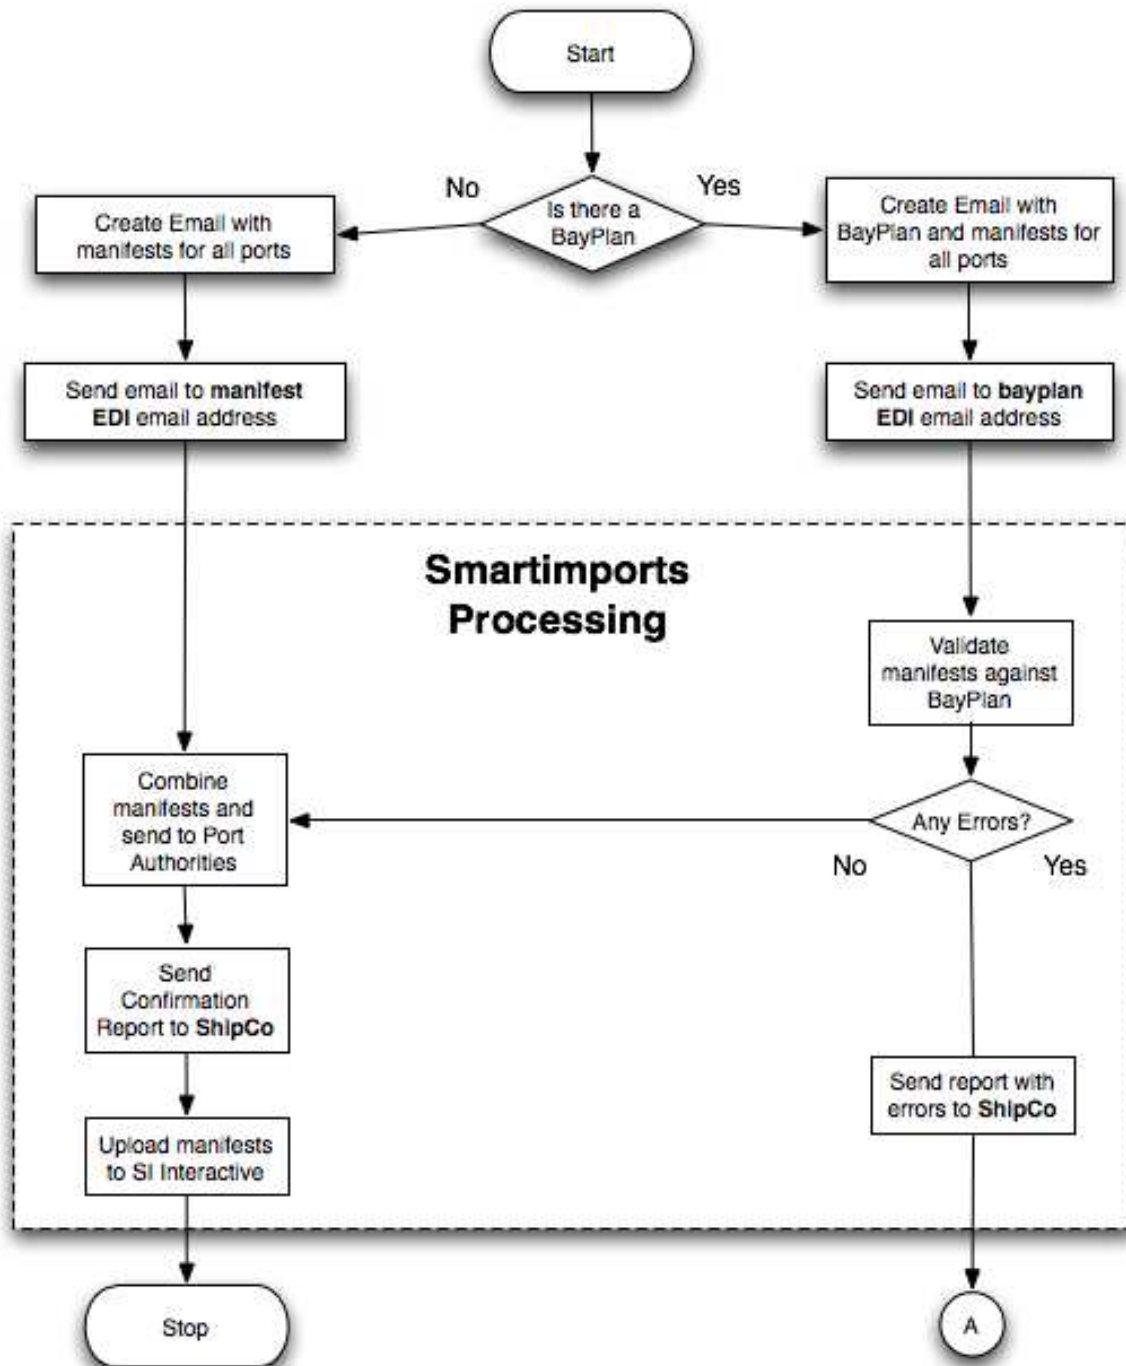 Start
No
Yes
Is there a
BayPlan
Create Email with
manifests for all ports
Create Email with
BayPlan and manifests for
all ports
Send email to manifest
EDI email address
Send email to bayplan
EDI email address
Smartimports
Processing
Validate
manifests against
BayPlan
Combine
manifests and
send to Port
Authorities
Any Errors?
No
Yes
Send
Confirmation
Report to ShipCo
Send report with
errors to ShipCo
Upload manifests
to SI Interactive
Stop
A